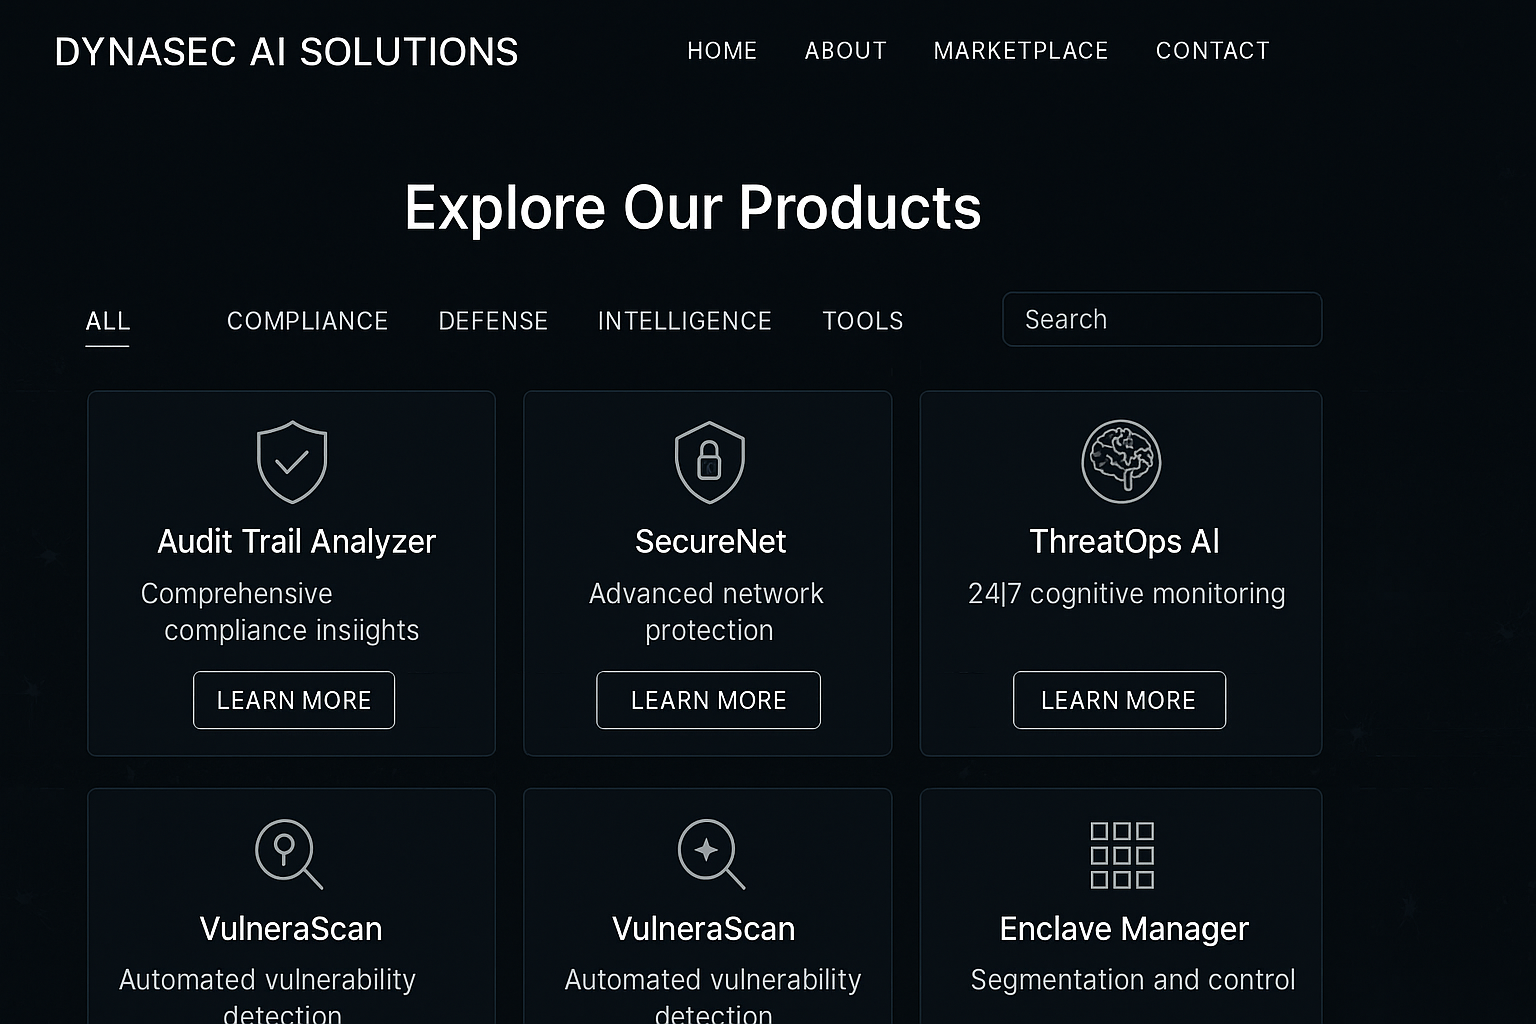 DYNASEC AI SOLUTIONS
HOME ABOUT MARKETPLACE CONTACT
Explore Our Products
ALL COMPLIANCE DEFENSE INTELLIGENCE TOOLS
Search
Audit Trail Analyzer
Comprehensive
compliance insiights
LEARN MORE
SecureNet
Advanced network
protection
LEARN MORE
ThreatOps AI
24|7 cognitive monitoring
LEARN MORE
VulneraScan
Automated vulnerability
detection
VulneraScan
Automated vulnerability
detection
Enclave Manager
Segmentation and control